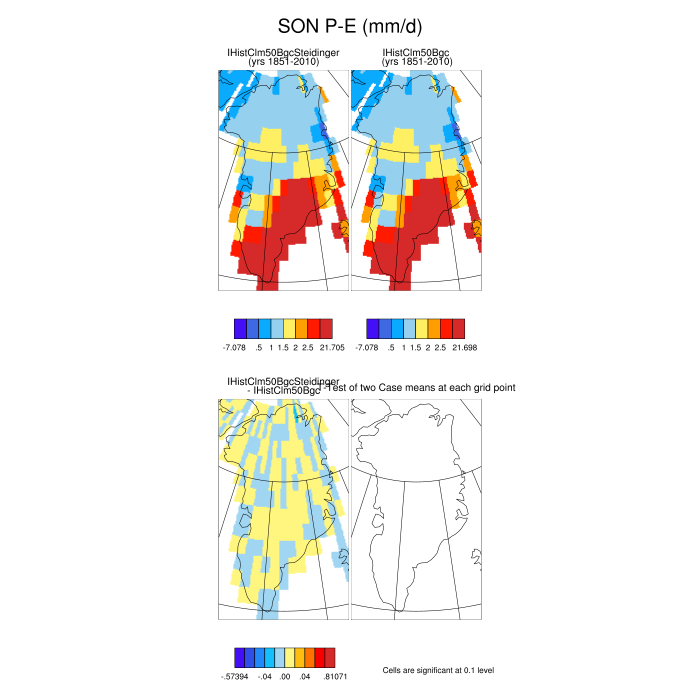 SON P-E (mm/d)
IHistClm50BgcSteidinger
(yrs 1851-2010)
IHistClm50Bgc
(yrs 1851-2010)
-7.078 .5 1 1.5 2 2.5 21.705
-7.078 .5 1 1.5 2 2.5 21.698
IHistClm50BgcSteidinger
- IHistClm50Bgc
T-Test of two Case means at each grid point
-.57394 -.04 .00 .04 .81071
Cells are significant at 0.1 level